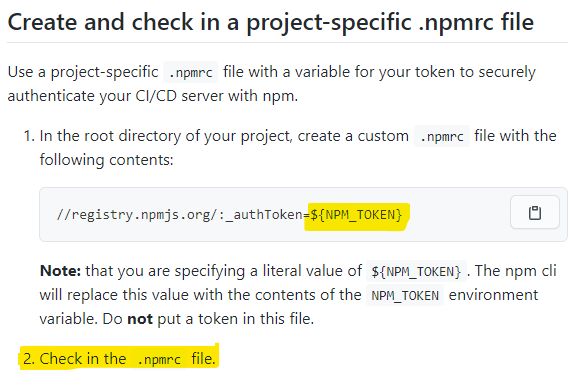 Create and check in a project-specific .npmrc file
Use a project-specific .npmrc file with a variable for your token to securely
authenticate your CI/CD server with npm.
1. In the root directory of your project, create a custom .npmrc file with the
following contents:
//registry.npmjs.org/:_authToken=${NPM_TOKEN}
Note: that you are specifying a literal value of ${NPM_TOKEN} . The npm cli
will replace this value with the contents of the NPM_TOKEN environment
variable. Do not put a token in this file.
2. Check in the .npmrc file.